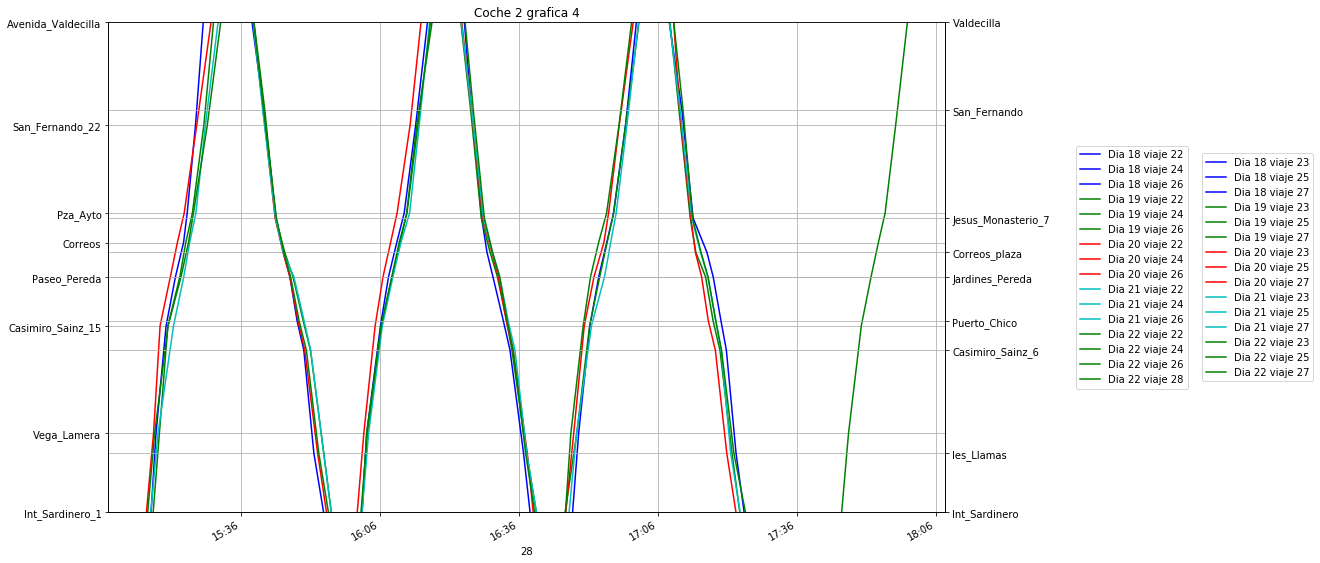 Coche 2 grafica 4
Avenida_Valdecilla
San_Fernando_22
Pza_Ayto
Correos
Paseo_Pereda
Casimiro_Sainz_15
Vega_Lamera
Int_Sardinero_1
Valdecilla
San_Fernando
Jesus_Monasterio_7
Correos_plaza
Jardines_Pereda
Puerto_Chico
Casimiro_Sainz_6
Ies_Llamas
Int_Sardinero
15:36
16:06
16:36
17:06
17:36
18:06
28
Dia 18 viaje 22
Dia 18 viaje 24
Dia 18 viaje 26
Dia 19 viaje 22
Dia 19 viaje 24
Dia 19 viaje 26
Dia 20 viaje 22
Dia 20 viaje 24
Dia 20 viaje 26
Dia 21 viaje 22
Dia 21 viaje 24
Dia 21 viaje 26
Dia 22 viaje 22
Dia 22 viaje 24
Dia 22 viaje 26
Dia 22 viaje 28
Dia 18 viaje 23
Dia 18 viaje 25
Dia 18 viaje 27
Dia 19 viaje 23
Dia 19 viaje 25
Dia 19 viaje 27
Dia 20 viaje 23
Dia 20 viaje 25
Dia 20 viaje 27
Dia 21 viaje 23
Dia 21 viaje 25
Dia 21 viaje 27
Dia 22 viaje 23
Dia 22 viaje 25
Dia 22 viaje 27